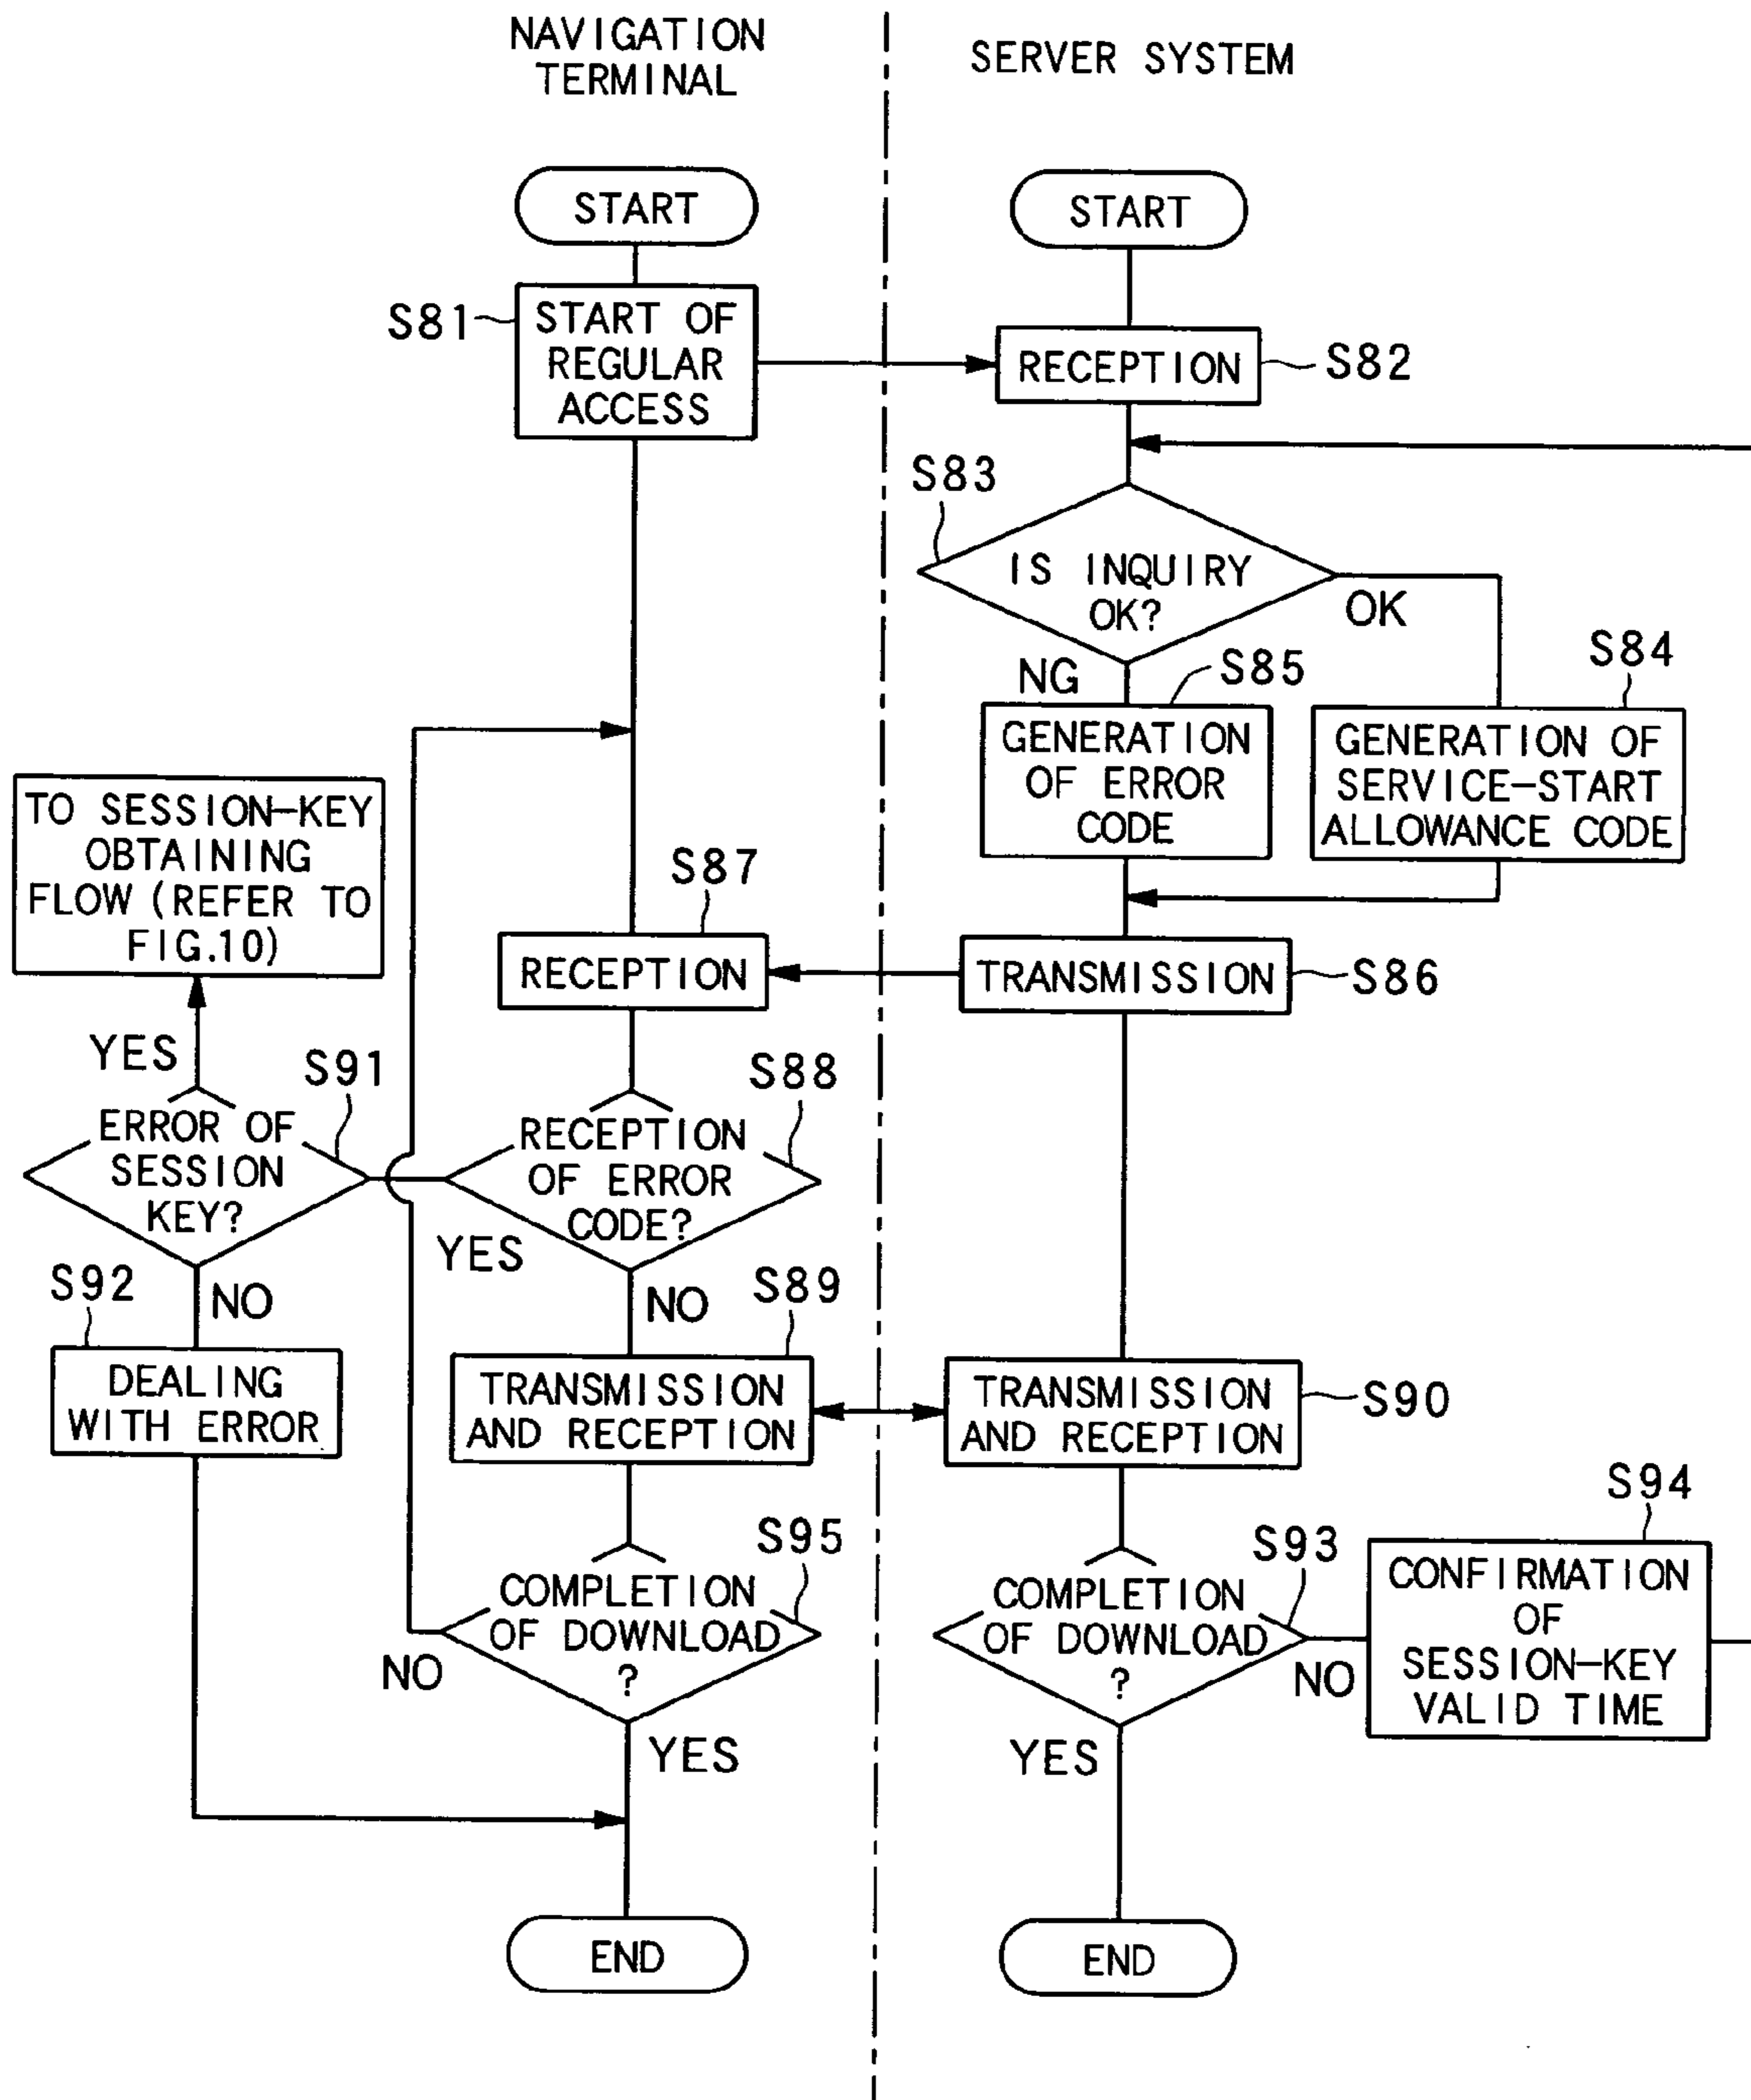 NAVIGATION
TERMINAL
SERVER SYSTEM
START
START
S81
START OF
REGULAR
ACCESS
RECEPTION
S82
S83
IS INQUIRY
OK?
OK
NG
S85
S84
GENERATION
OF ERROR
CODE
GENERATION OF
SERVICE-START
ALLOWANCE CODE
TO SESSION-KEY
OBTAINING
FLOW (REFER TO
FIG.10)
S87
RECEPTION
TRANSMISSION
S86
YES
S91
ERROR OF
SESSION
KEY?
S88
RECEPTION
OF ERROR
CODE?
YES
NO
S92
NO
S89
DEALING
WITH ERROR
TRANSMISSION
AND RECEPTION
TRANSMISSION
AND RECEPTION
S90
S95
COMPLETION
OF DOWNLOAD
?
NO
YES
S93
COMPLETION
OF DOWNLOAD
?
NO
YES
S94
CONFIRMATION
OF
SESSION-KEY
VALID TIME
END
END